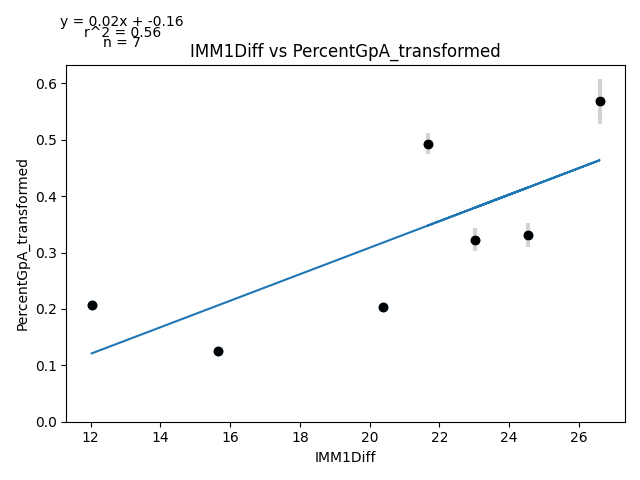 y = 0.02x + -0.16
r^2 = 0.56
n = 7
IMM1Diff vs PercentGpA_transformed
PercentGpA_transformed
0.6
0.5
0.4
0.3
0.2
0.1
0.0
12 14 16 18 20 22 24 26
IMM1Diff